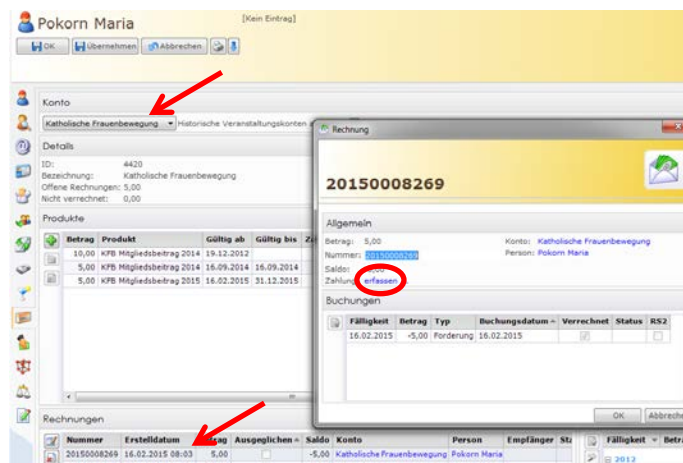 Pokorn Maria
[Kein Eintrag]
OK Übernehmen Abbrechen
Konto
Katholische Frauenbewegung Historische Veranstaltungskonten
Details
ID: 4420
Bezeichnung: Katholische Frauenbewegung
Offene Rechnungen: 5,00
Nicht verrechnet: 0,00
Produkte
Betrag Produkt Gültig ab Gültig bis
10,00 KFB Mitgliedsbeitrag 2014 19.12.2012
5,00 KFB Mitgliedsbeitrag 2014 16.09.2014 16.09.2014
5,00 KFB Mitgliedsbeitrag 2015 16.02.2015 31.12.2015
Rechnungen
Nummer Erstelldatum Betrag Ausgeglichen Saldo Konto Person Empfänger
20150008269 16.02.2015 08:03 5,00 -5,00 Katholische Frauenbewegung Pokorn Maria
Fälligkeit Betr
2012
Rechnung
20150008269
Allgemein
Betrag: 5,00 Konto: Katholische Frauenbewegung
Nummer: 20150008269 Person: Pokorn Maria
Saldo:
Zahlung erfassen
Buchungen
Fälligkeit Betrag Typ Buchungsdatum Verrechnet Status RS2
16.02.2015 -5,00 Forderung 16.02.2015
OK Abbreche